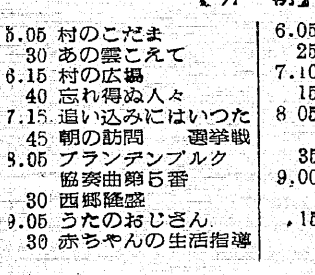 5.05 村のこだま
30 あの雲こえて
6.15 村の広場
40 忘れ得ぬ人々
7.15 追い込みにはいつた
45 朝の訪問 選挙戦
8.05 ブランデンブルク
協奏曲第5番
30 西郷隆盛
9.05 うたのおじさん
30 赤ちゃんの生活指導
6.05
25
7.10
15
8 05
35
9.00
.15